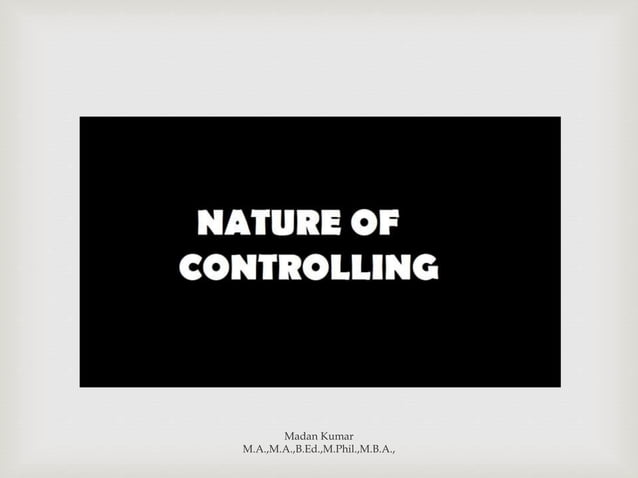 NATURE OF
CONTROLLING
Madan Kumar
M.A.,M.A.,B.Ed.,M.Phil.,M.B.A.,